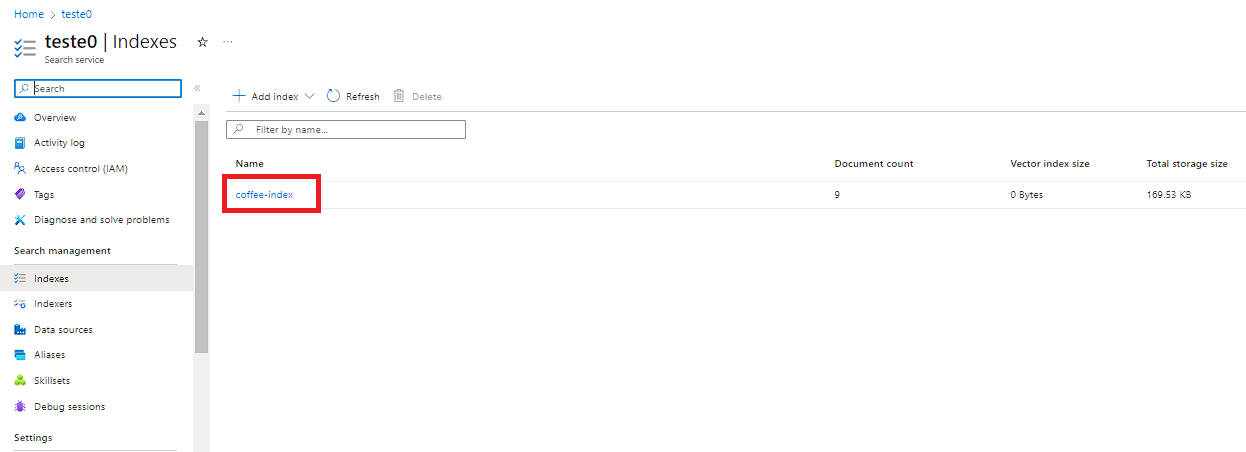 Home > teste0
teste0 | Indexes
Search service
Search
Overview
Activity log
Access control (IAM)
Tags
Diagnose and solve problems
Search management
Indexes
Indexers
Data sources
Aliases
Skillsets
Debug sessions
Settings
Add index
Refresh
Delete
Filter by name...
Name Document count Vector index size Total storage size
coffee-index 9 0 Bytes 169.53 KB